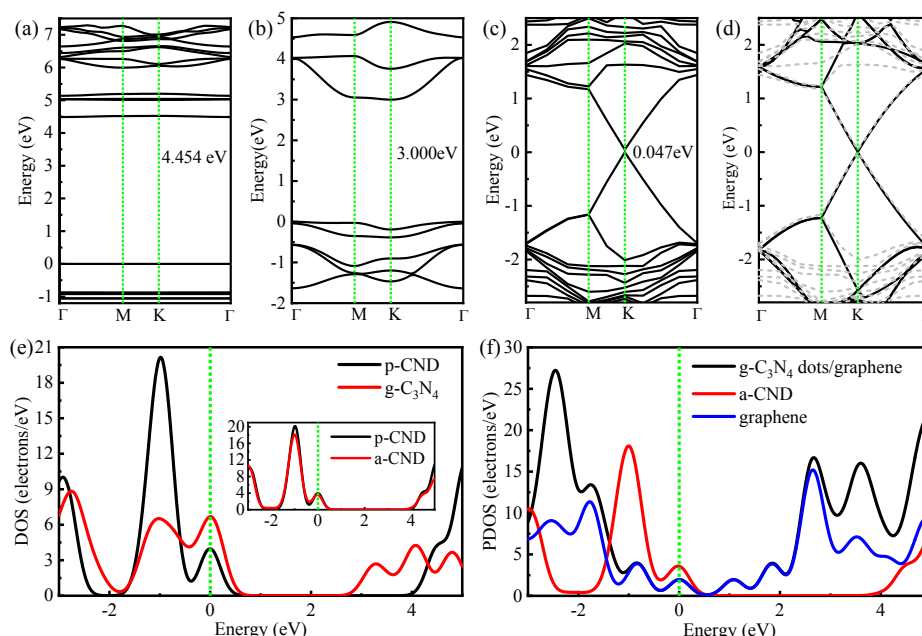 (a) (b) (c) (d)
7 6 5 4 3 2 1 0 -1
Energy (eV)
4.454 eV
Γ M K Γ
5 4 3 2 1 0 -1 -2
Energy(eV)
3.000eV
Γ M K Γ
2 1 0 -1 -2
Energy (eV)
0.047eV
Γ M K Γ
2 1 0 -1 -2
Energy (eV)
Γ M K Γ
(e)
21 18 15 12 9 6 3 0
DOS (electrons/eV)
p-CND
g-C₃N₄
20 16 12 8 4 0
p-CND
a-CND
-2 0 2 4
-2 0 2 4
Energy (eV)
(f)
30 25 20 15 10 5 0
PDOS (electrons/eV)
g-C₃N₄ dots/graphene
a-CND
graphene
-2 0 2 4
Energy (eV)